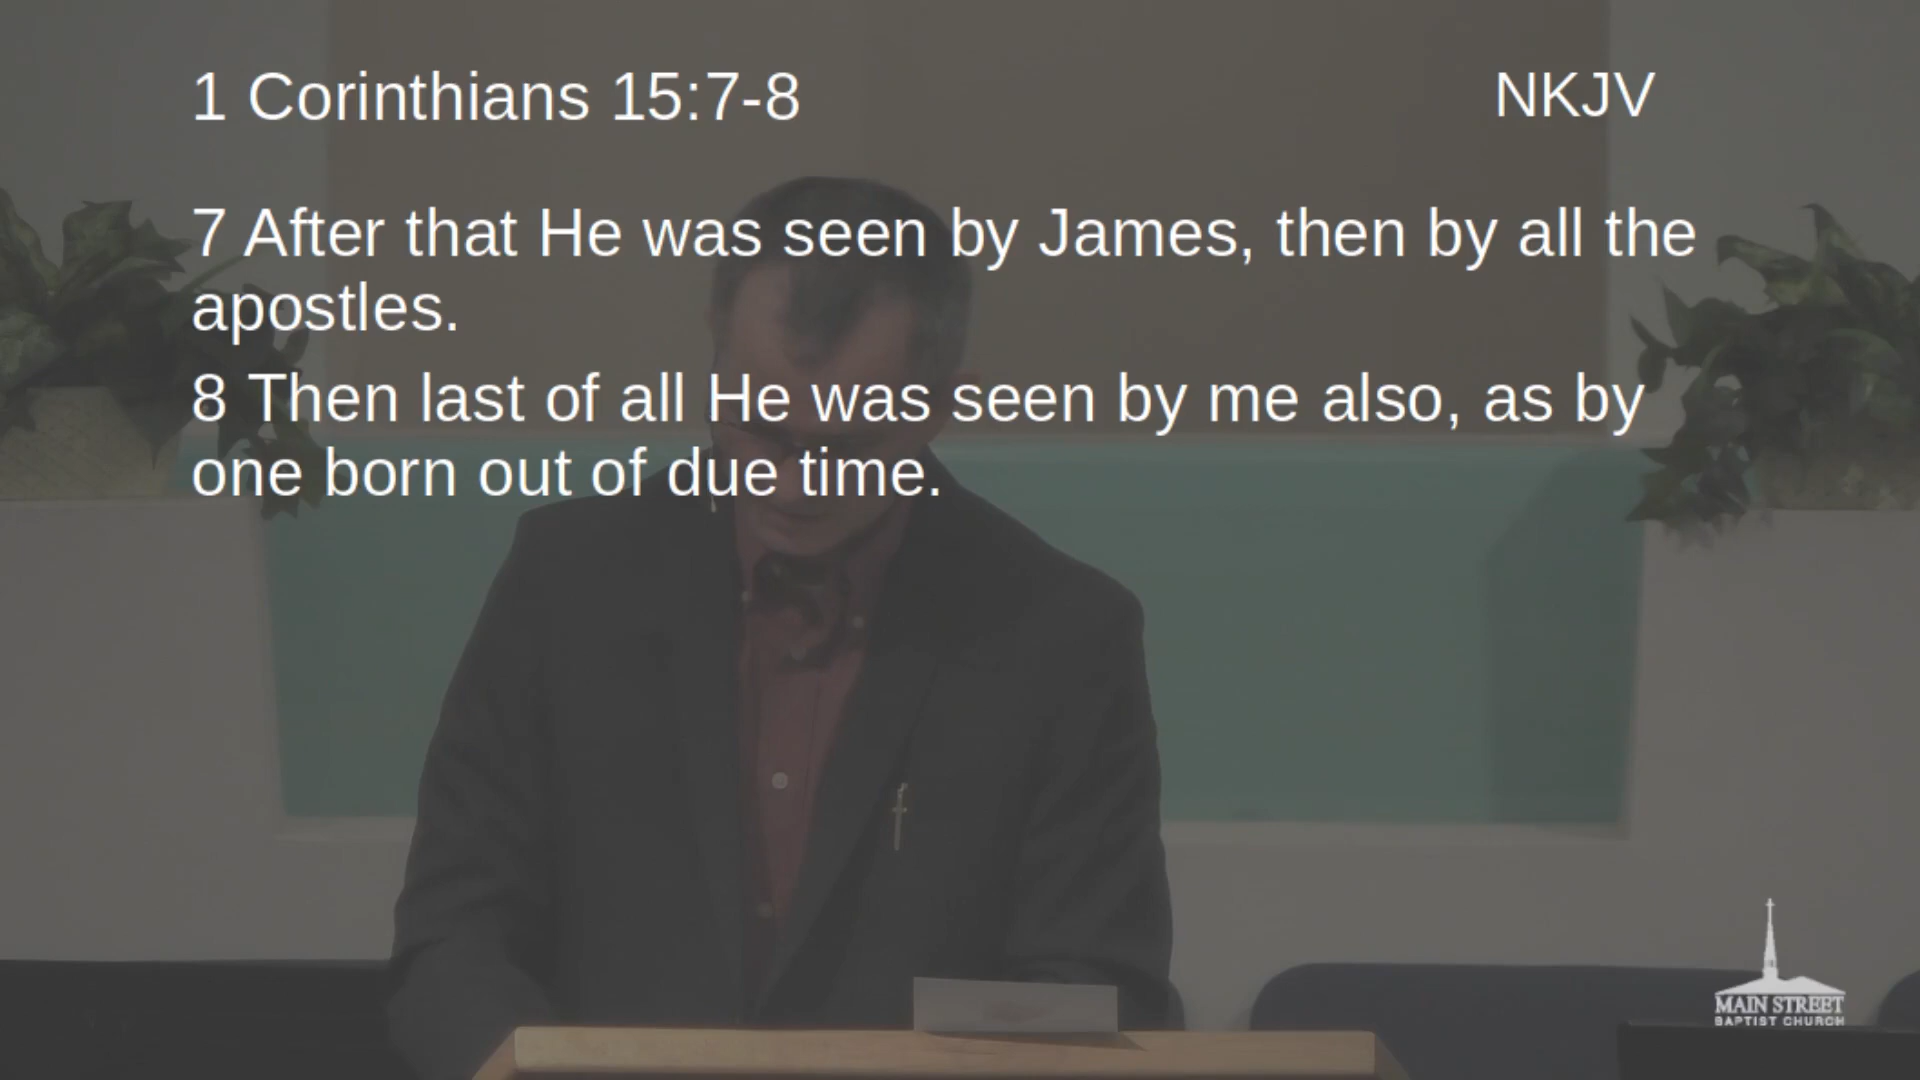 1 Corinthians 15:7-8
NKJV
7 After that He was seen by James, then by all the
apostles.
8 Then last of all He was seen by me also, as by
one born out of due time.
MAIN STREET
BAPTIST CHURCH